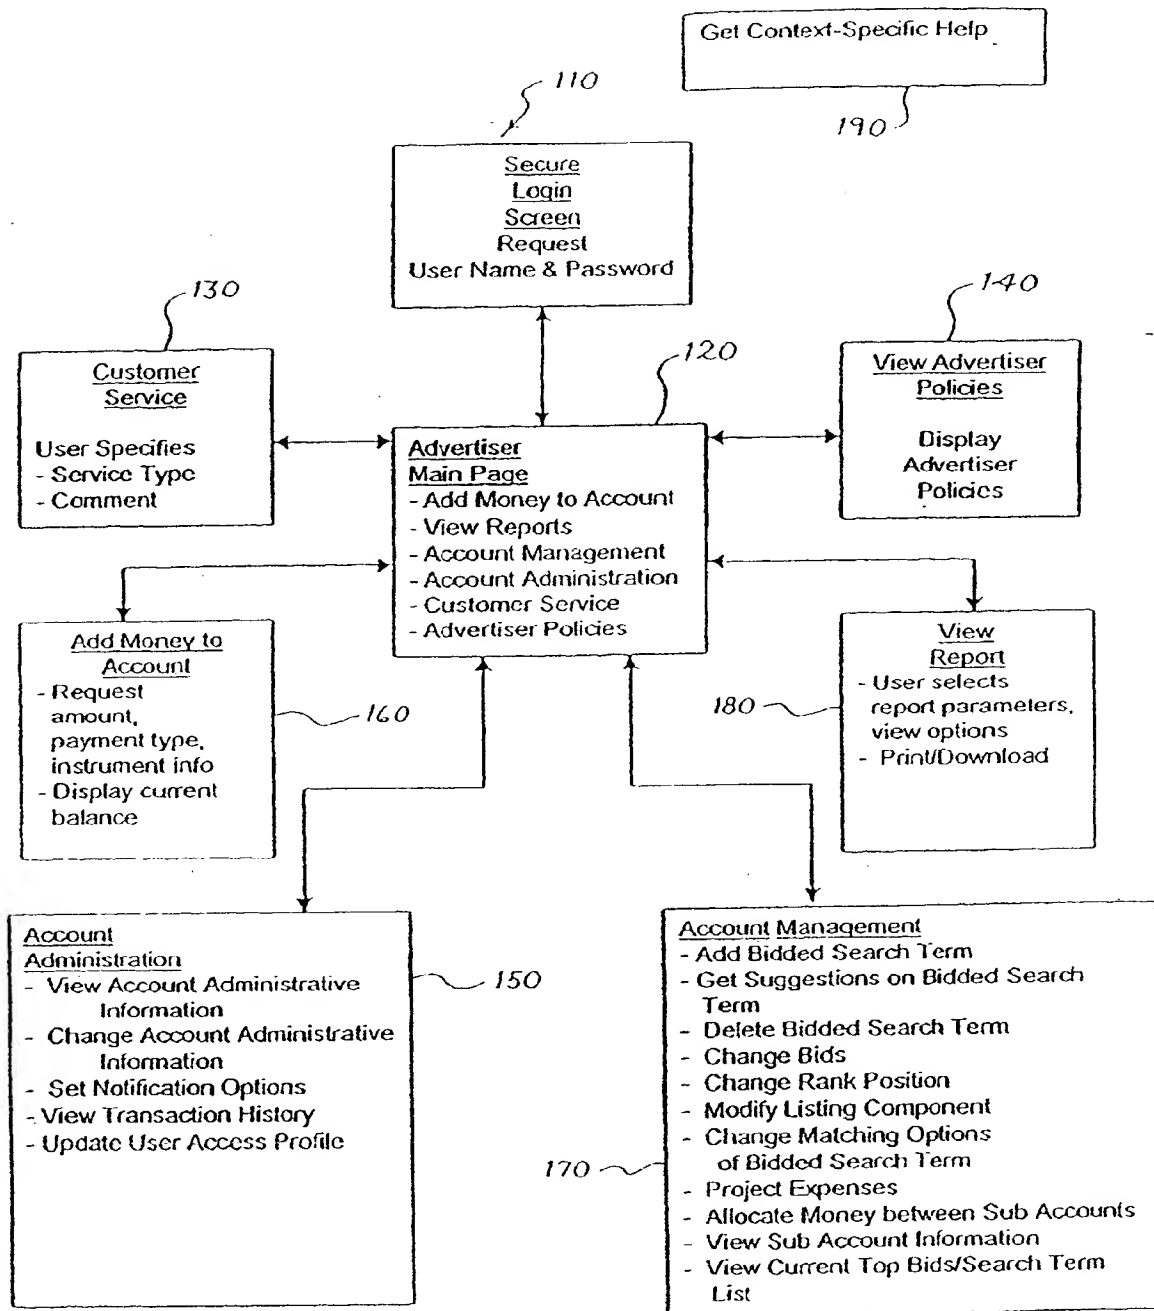 Get Context-Specific Help
190
110
Secure
Login
Screen
Request
User Name & Password
130
Customer
Service
User Specifies
- Service Type
- Comment
120
Advertiser
Main Page
- Add Money to Account
- View Reports
- Account Management
- Account Administration
- Customer Service
- Advertiser Policies
140
View Advertiser
Policies
Display
Advertiser
Policies
Add Money to
Account
- Request
amount,
payment type,
instrument info
- Display current
balance
160
View
Report
- User selects
report parameters,
view options
- Print/Download
180
Account
Administration
- View Account Administrative
Information
- Change Account Administrative
Information
- Set Notification Options
- View Transaction History
- Update User Access Profile
150
Account Management
- Add Bidded Search Term
- Get Suggestions on Bidded Search
Term
- Delete Bidded Search Term
- Change Bids
- Change Rank Position
- Modify Listing Component
- Change Matching Options
of Bidded Search Term
- Project Expenses
- Allocate Money between Sub Accounts
- View Sub Account Information
- View Current Top Bids/Search Term
List
170